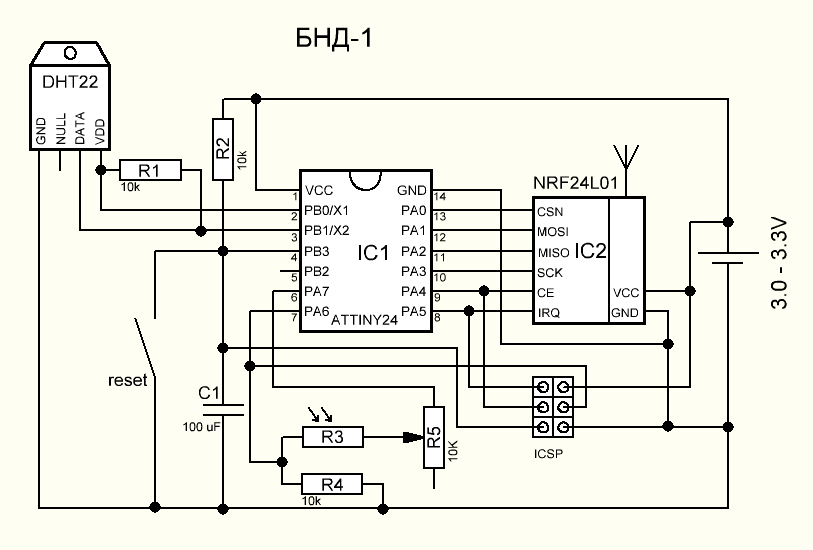 БНД-1
DHT22
GND
NULL
DATA
VDD
R1
10k
R2
10k
VCC
GND
1
14
PB0/X1
PA0
2
13
PB1/X2
PA1
3
12
PB3
IC1
PA2
4
11
PB2
PA3
5
10
PA7
PA4
6
9
PA6
PA5
7
8
ATTINY24
NRF24L01
CSN
MOSI
MISO
IC2
SCK
CE
VCC
IRQ
GND
3.0 - 3.3V
reset
C1
100 uF
R3
R5
10K
R4
10k
ICSP